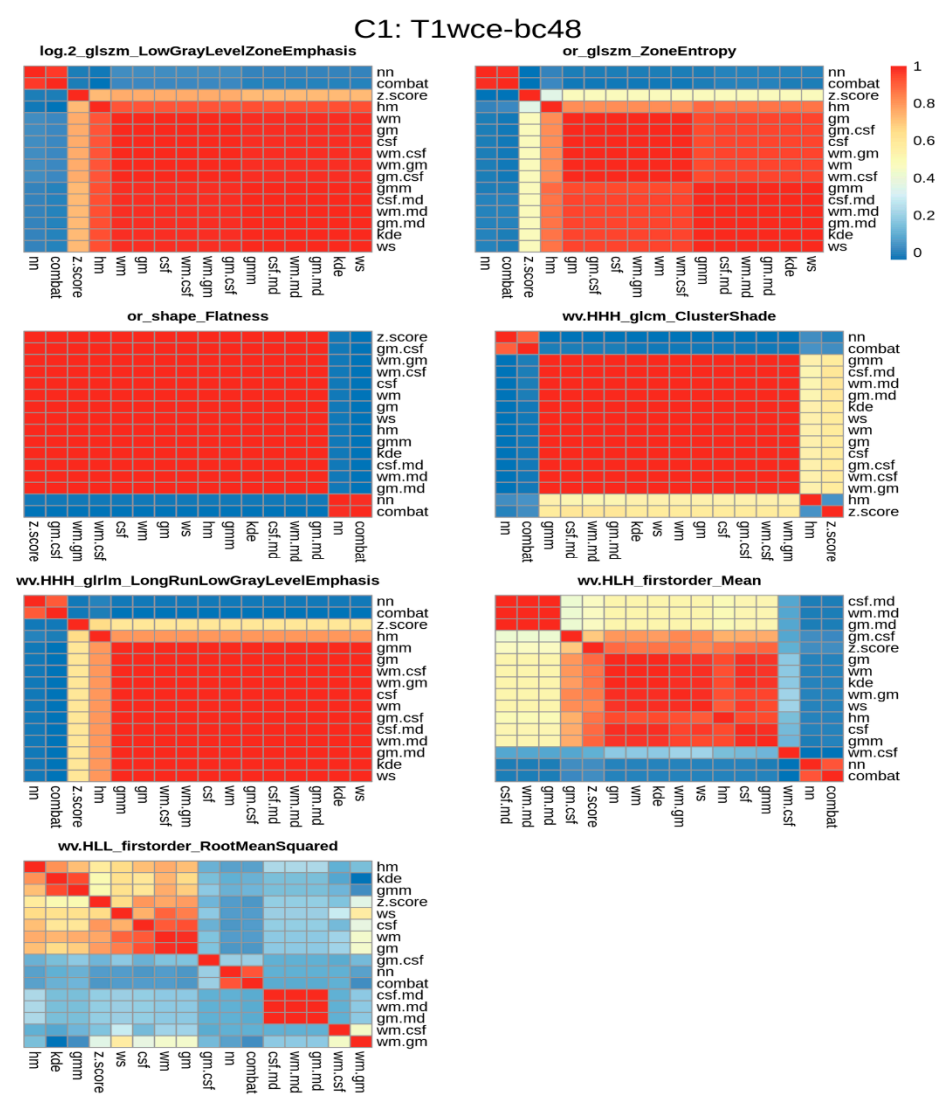 C1: T1wce-bc48
log.2_glszm_LowGrayLevelZoneEmphasis
nn
combat
z.score
hm
wm
gm
csf
wm.csf
wm.gm
gm.csf
gmm
csf.md
wm.md
gm.md
kde
ws
nn
combat
z.score
hm
wm
gm
csf
wm.csf
wm.gm
gm.csf
gmm
csf.md
wm.md
gm.md
kde
ws
or_glszm_ZoneEntropy
nn
combat
z.score
hm
gm
gm.csf
csf
wm.gm
wm
wm.csf
gmm
csf.md
wm.md
gm.md
kde
ws
nn
combat
z.score
hm
gm
gm.csf
csf
wm.gm
wm
wm.csf
gmm
csf.md
wm.md
gm.md
kde
ws
1
0.8
0.6
0.4
0.2
0
or_shape_Flatness
z.score
gm.csf
wm.gm
wm.csf
csf
wm
gm
ws
hm
gmm
kde
csf.md
wm.md
gm.md
nn
combat
z.score
gm.csf
wm.gm
wm.csf
csf
wm
gm
ws
hm
gmm
kde
csf.md
wm.md
gm.md
nn
combat
wv.HHH_glcm_ClusterShade
nn
combat
gmm
csf.md
wm.md
gm.md
kde
ws
wm
gm
csf
gm.csf
wm.csf
wm.gm
hm
z.score
nn
combat
gmm
csf.md
wm.md
gm.md
kde
ws
wm
gm
csf
gm.csf
wm.csf
wm.gm
hm
z.score
wv.HHH_glrlm_LongRunLowGrayLevelEmphasis
nn
combat
z.score
hm
gmm
gm
wm.csf
wm.gm
csf
wm
gm.csf
csf.md
wm.md
gm.md
kde
ws
nn
combat
z.score
hm
gmm
gm
wm.csf
wm.gm
csf
wm
gm.csf
csf.md
wm.md
gm.md
kde
ws
wv.HLH_firstorder_Mean
csf.md
wm.md
gm.md
gm.csf
z.score
gm
wm
kde
wm.gm
ws
hm
csf
gmm
wm.csf
nn
combat
csf.md
wm.md
gm.md
gm.csf
z.score
gm
wm
kde
wm.gm
ws
hm
csf
gmm
wm.csf
nn
combat
wv.HLL_firstorder_RootMeanSquared
hm
kde
gmm
z.score
ws
csf
wm
gm
gm.csf
nn
combat
csf.md
wm.md
gm.md
wm.csf
wm.gm
hm
kde
gmm
z.score
ws
csf
wm
gm
gm.csf
nn
combat
csf.md
wm.md
gm.md
wm.csf
wm.gm